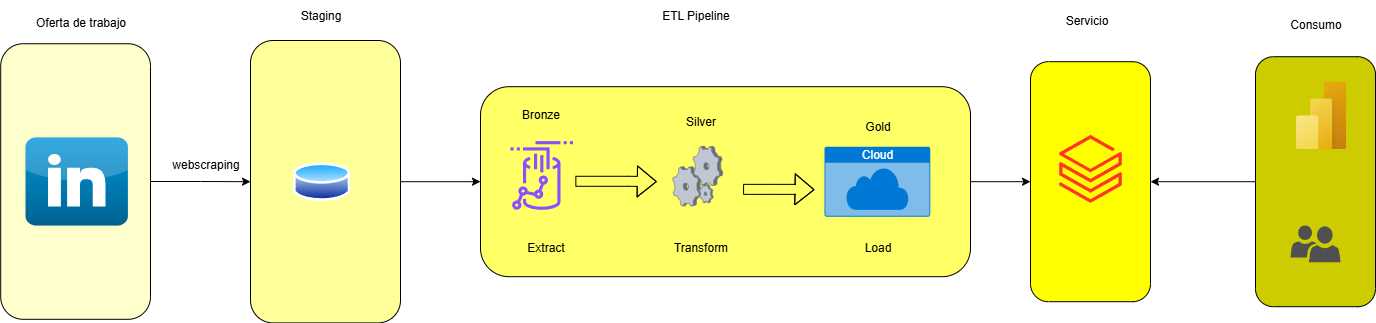 Oferta de trabajo
Staging
ETL Pipeline
Servicio
Consumo
in
webscraping
Bronze
Silver
Gold
Cloud
Extract
Transform
Load